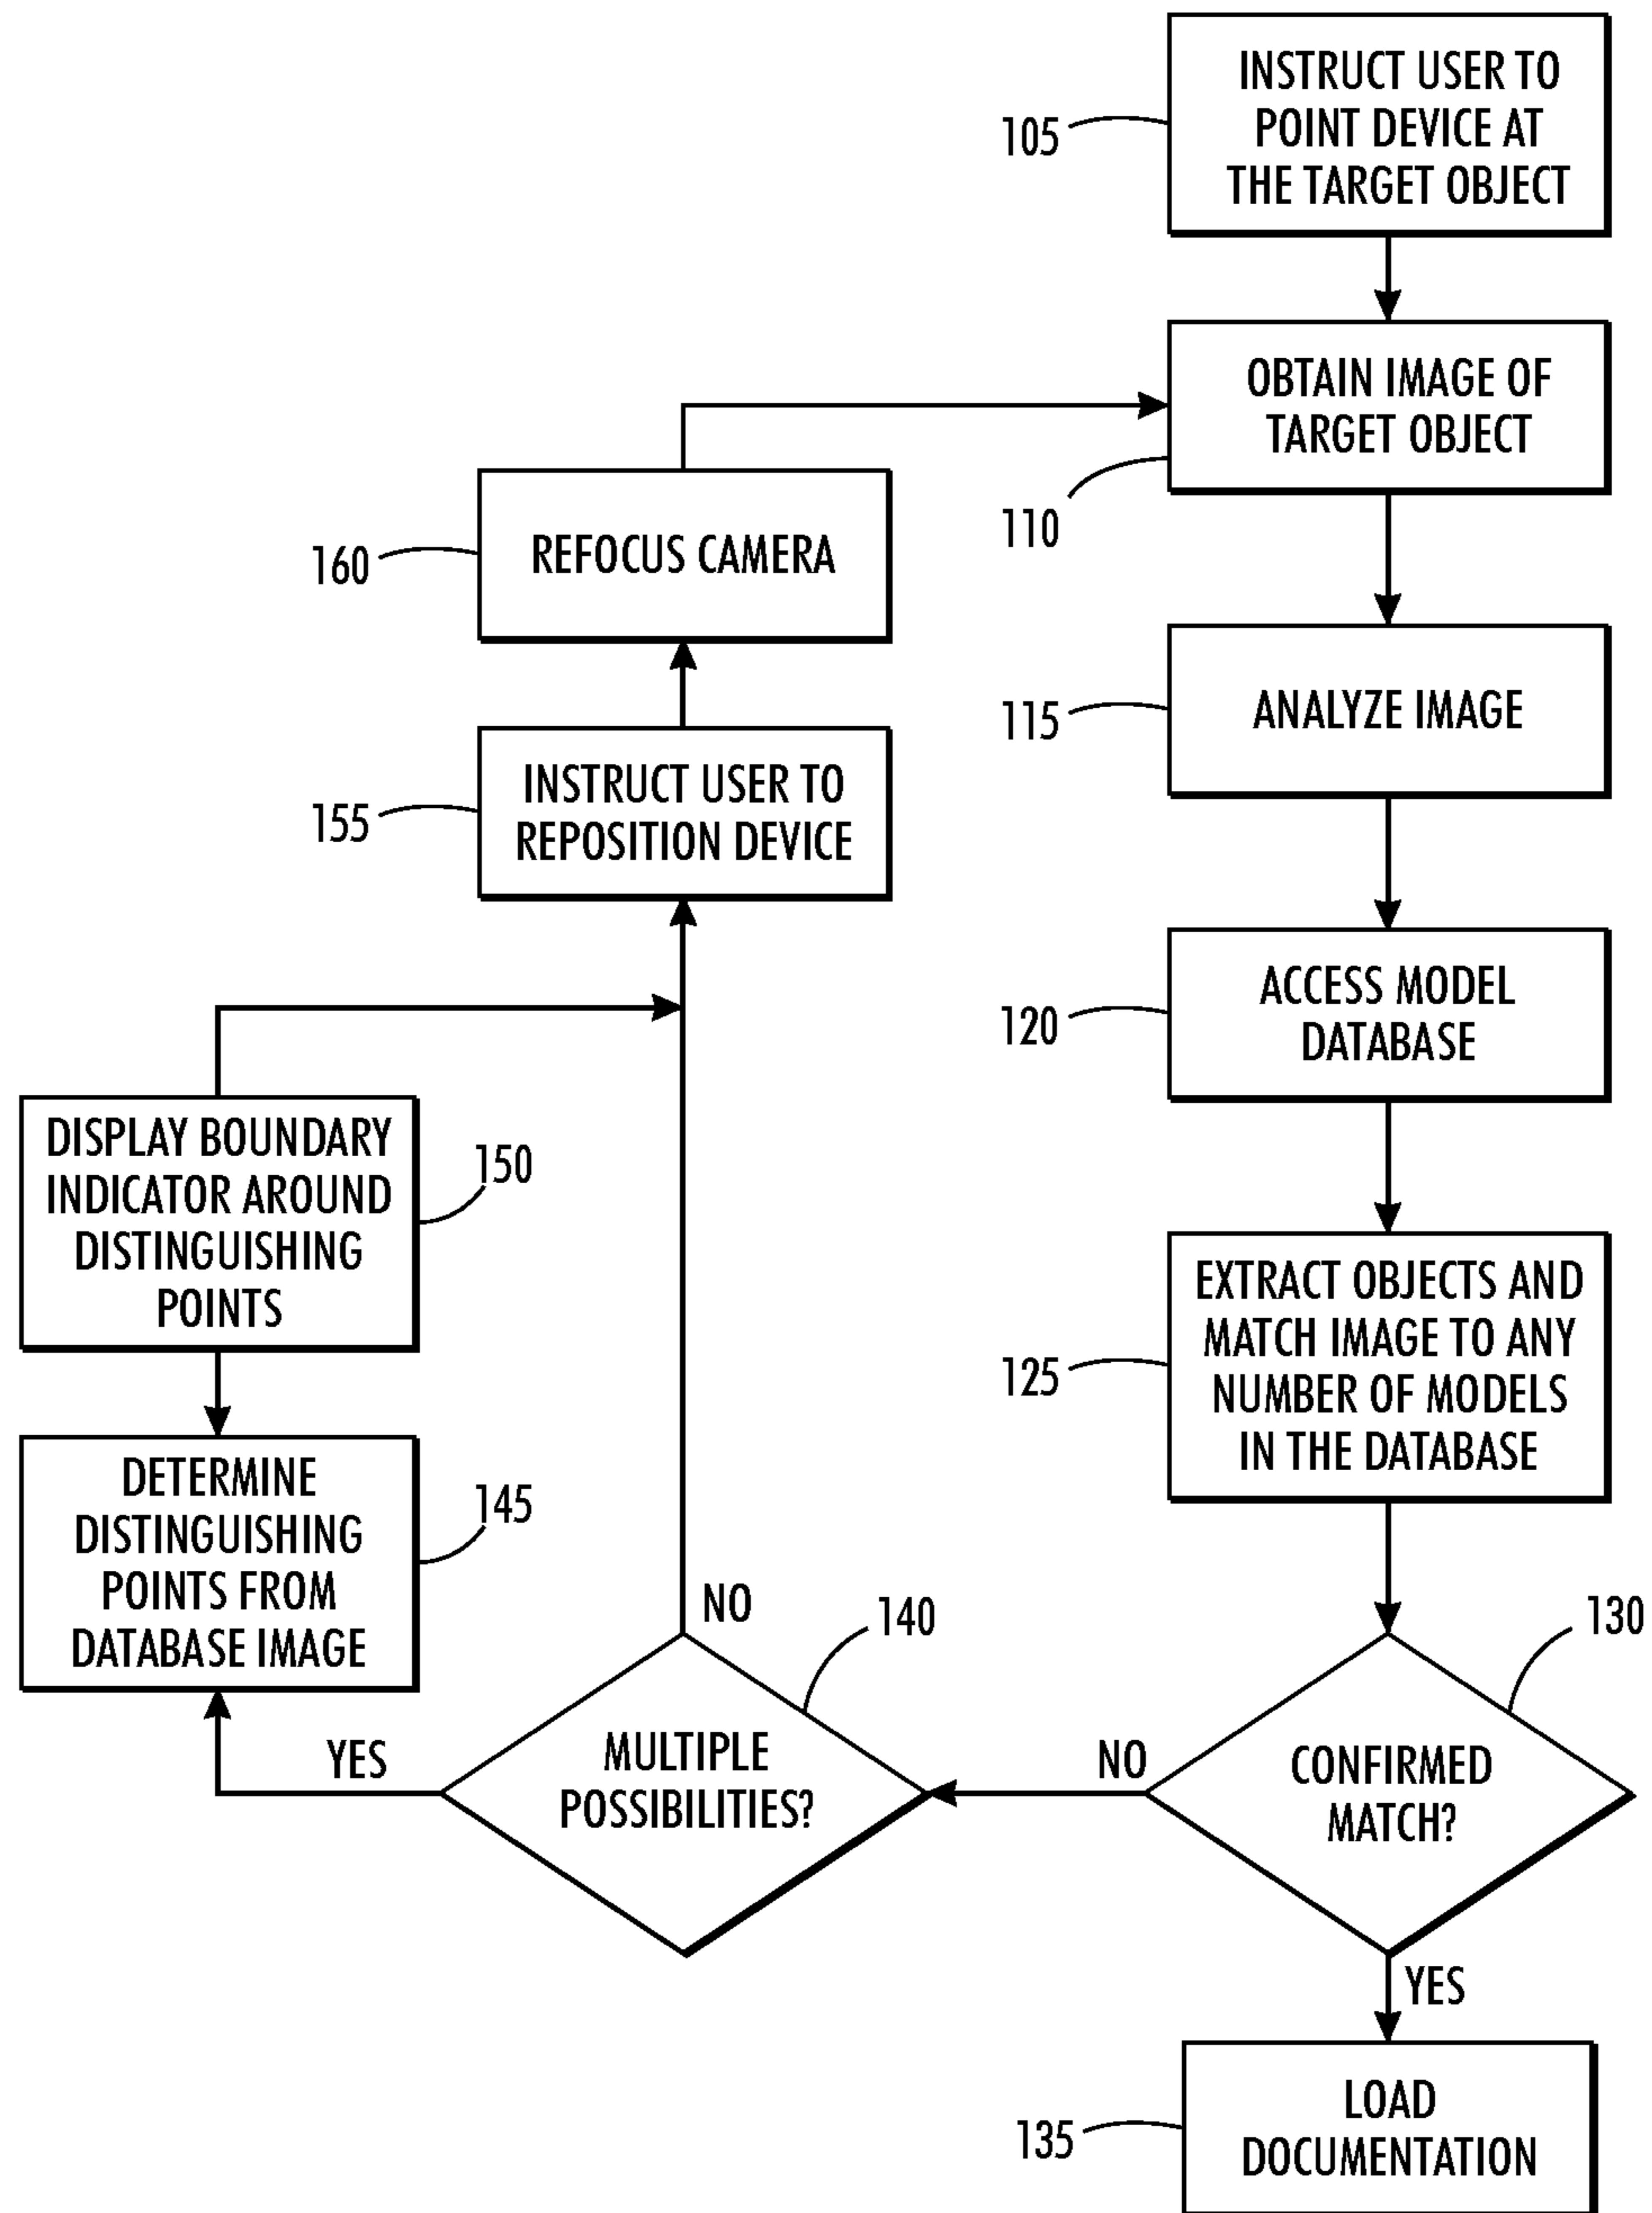 INSTRUCT USER TO
POINT DEVICE AT
THE TARGET OBJECT
105
OBTAIN IMAGE OF
TARGET OBJECT
110
REFOCUS CAMERA
160
ANALYZE IMAGE
115
INSTRUCT USER TO
REPOSITION DEVICE
155
ACCESS MODEL
DATABASE
120
DISPLAY BOUNDARY
INDICATOR AROUND
DISTINGUISHING
POINTS
150
EXTRACT OBJECTS AND
MATCH IMAGE TO ANY
NUMBER OF MODELS
IN THE DATABASE
125
DETERMINE
DISTINGUISHING
POINTS FROM
DATABASE IMAGE
145
NO
140
130
YES
MULTIPLE
POSSIBILITIES?
NO
CONFIRMED
MATCH?
YES
LOAD
DOCUMENTATION
135